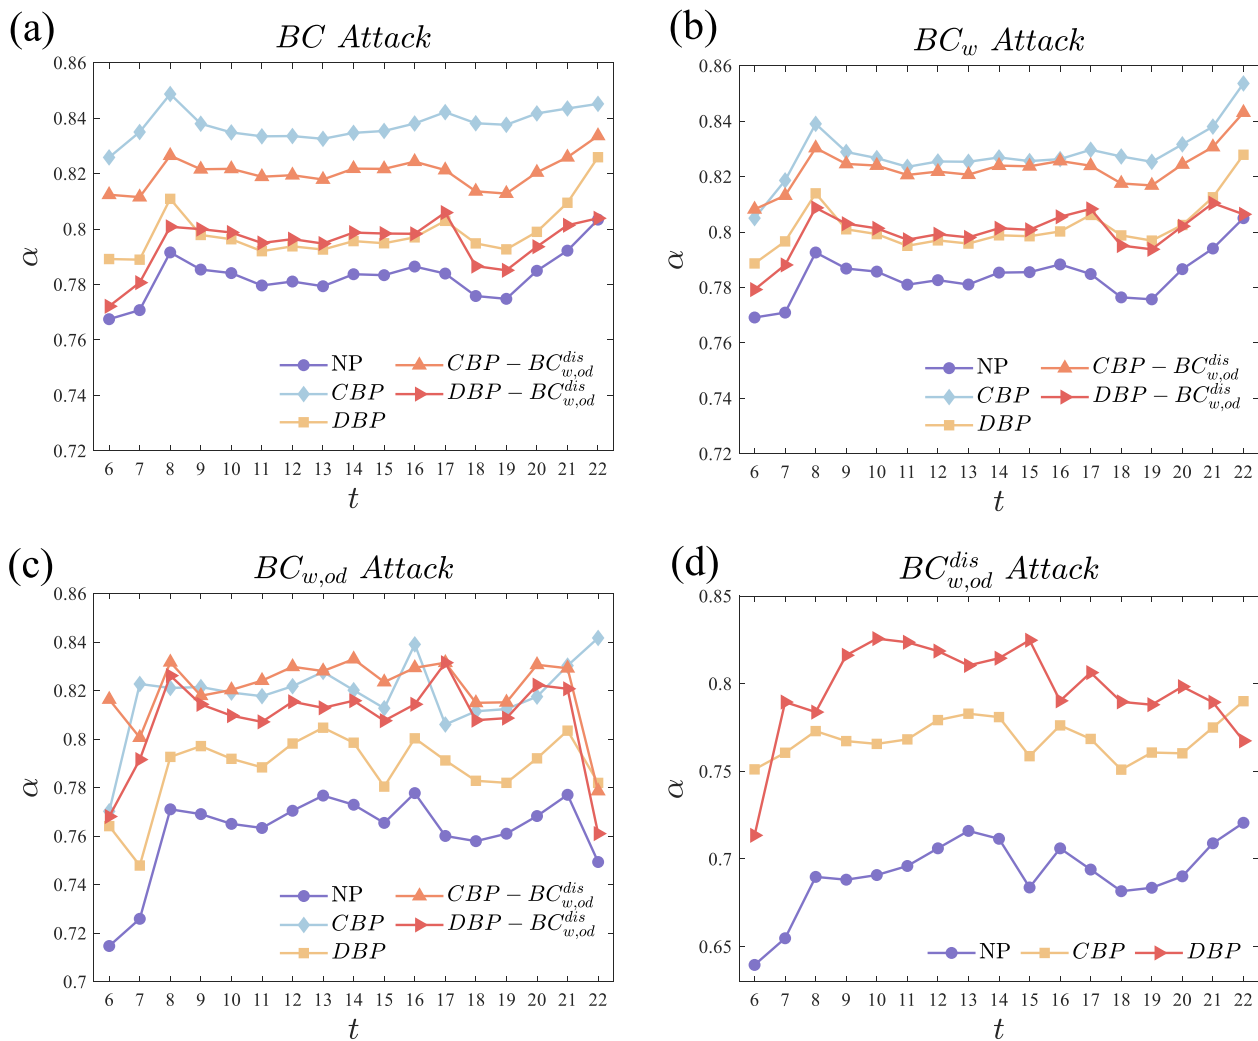 (a)
BC Attack
0.86
0.84
0.82
0.8
0.78
0.76
0.74
0.72
α
6 7 8 9 10 11 12 13 14 15 16 17 18 19 20 21 22
t
NP
CBP
DBP
CBP − BC^{dis}_{w,od}
DBP − BC^{dis}_{w,od}
(b)
BC_w Attack
0.86
0.84
0.82
0.8
0.78
0.76
0.74
0.72
α
6 7 8 9 10 11 12 13 14 15 16 17 18 19 20 21 22
t
NP
CBP
DBP
CBP − BC^{dis}_{w,od}
DBP − BC^{dis}_{w,od}
(c)
BC_{w,od} Attack
0.86
0.84
0.82
0.8
0.78
0.76
0.74
0.72
0.7
α
6 7 8 9 10 11 12 13 14 15 16 17 18 19 20 21 22
t
NP
CBP
DBP
CBP − BC^{dis}_{w,od}
DBP − BC^{dis}_{w,od}
(d)
BC^{dis}_{w,od} Attack
0.85
0.8
0.75
0.7
0.65
α
6 7 8 9 10 11 12 13 14 15 16 17 18 19 20 21 22
t
NP CBP DBP